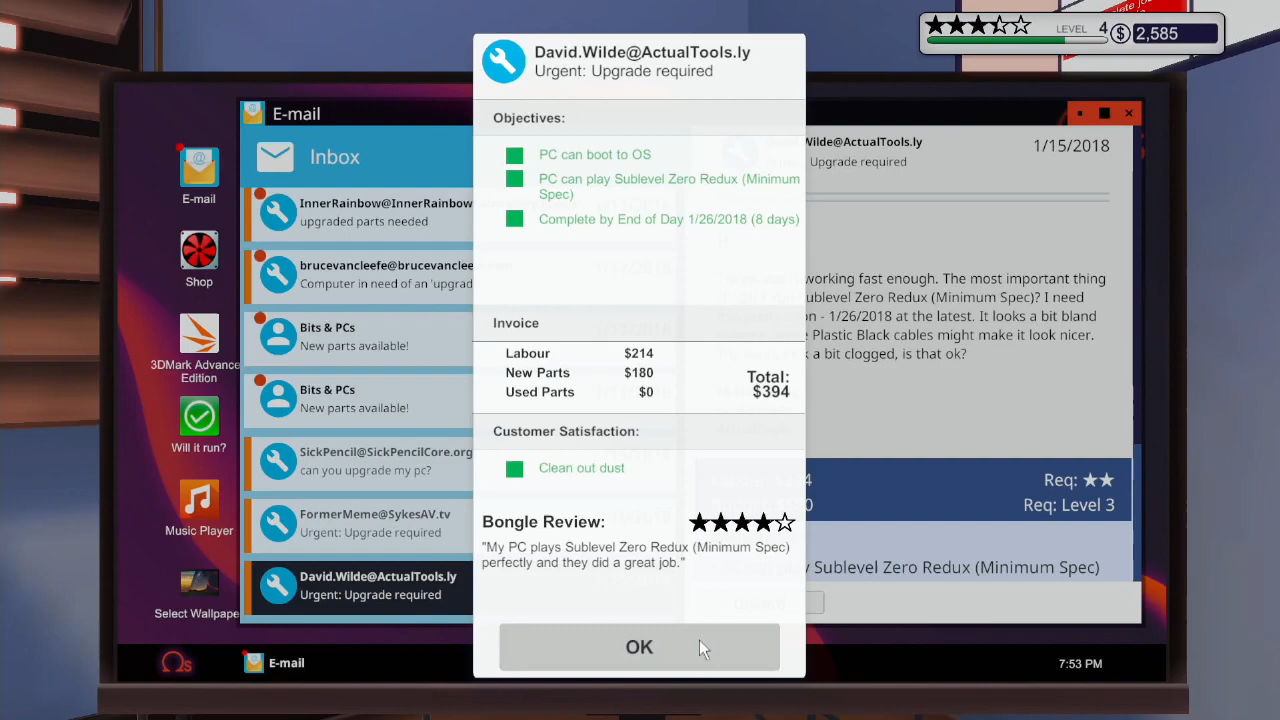 LEVEL 4 $ 2,585
David.Wilde@ActualTools.ly
Urgent: Upgrade required
Objectives:
PC can boot to OS
PC can play Sublevel Zero Redux (Minimum
Spec)
Complete by End of Day 1/26/2018 (8 days)
Invoice
Labour $214
New Parts $180
Used Parts $0
Total:
$394
Customer Satisfaction:
Clean out dust
Bongle Review: ★★★★☆
"My PC plays Sublevel Zero Redux (Minimum Spec)
perfectly and they did a great job."
OK
E-mail
Inbox
InnerRainbow@InnerRainbow
upgraded parts needed
brucevancleefe@brucevanclee
Computer in need of an 'upgrad
Bits & PCs
New parts available!
Bits & PCs
New parts available!
SickPencil@SickPencilCore.org
can you upgrade my pc?
FormerMeme@SykesAV.tv
Urgent: Upgrade required
David.Wilde@ActualTools.ly
Urgent: Upgrade required
Wilde@ActualTools.ly
Upgrade required
1/15/2018
working fast enough. The most important thing
ublevel Zero Redux (Minimum Spec)? I need
on - 1/26/2018 at the latest. It looks a bit bland
e Plastic Black cables might make it look nicer.
a bit clogged, is that ok?
Req: ★★
Req: Level 3
Sublevel Zero Redux (Minimum Spec)
E-mail
Shop
3DMark Advance
Edition
Will it run?
Music Player
Select Wallpape
Ωs
E-mail
7:53 PM